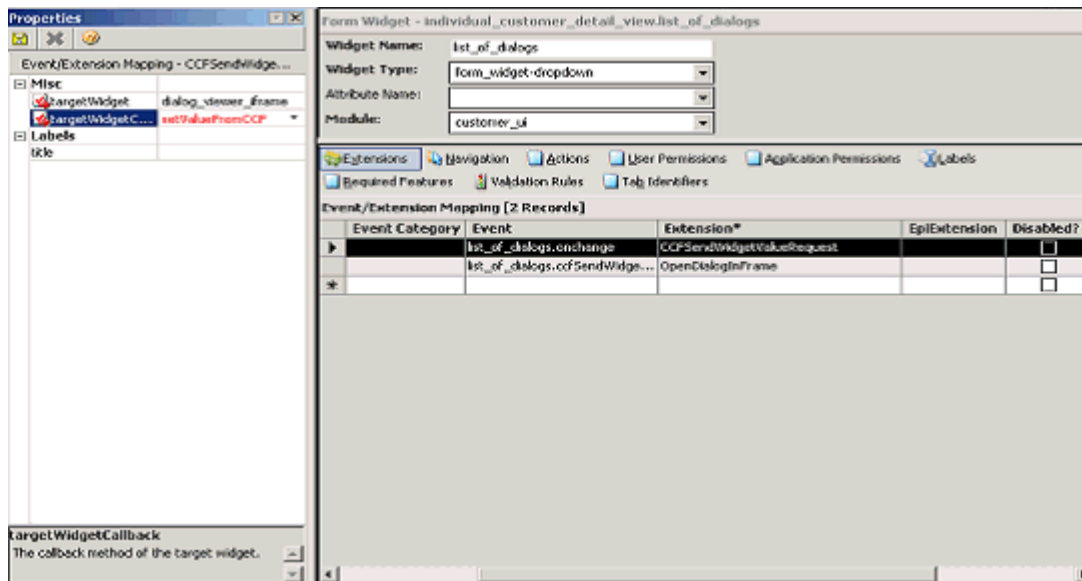 Properties
Event/Extension Mapping - CCFSendWidge...
Misc
targetWidget dialog_viewer_iframe
targetWidgetC... setValueFromCCF
Labels
title
targetWidgetCallback
The callback method of the target widget.
Form Widget - individual_customer_detail_view.list_of_dialogs
Widget Name: list_of_dialogs
Widget Type: form_widget-dropdown
Attribute Name:
Module: customer_ui
Extensions Navigation Actions User Permissions Application Permissions Labels
Required Features Validation Rules Tab Identifiers
Event/Extension Mapping [2 Records]
Event Category Event Extension* EpiExtension Disabled?
list_of_dialogs.onchange CCFSendWidgetValueRequest
list_of_dialogs.ccfSendWidge... OpenDialogInFrame